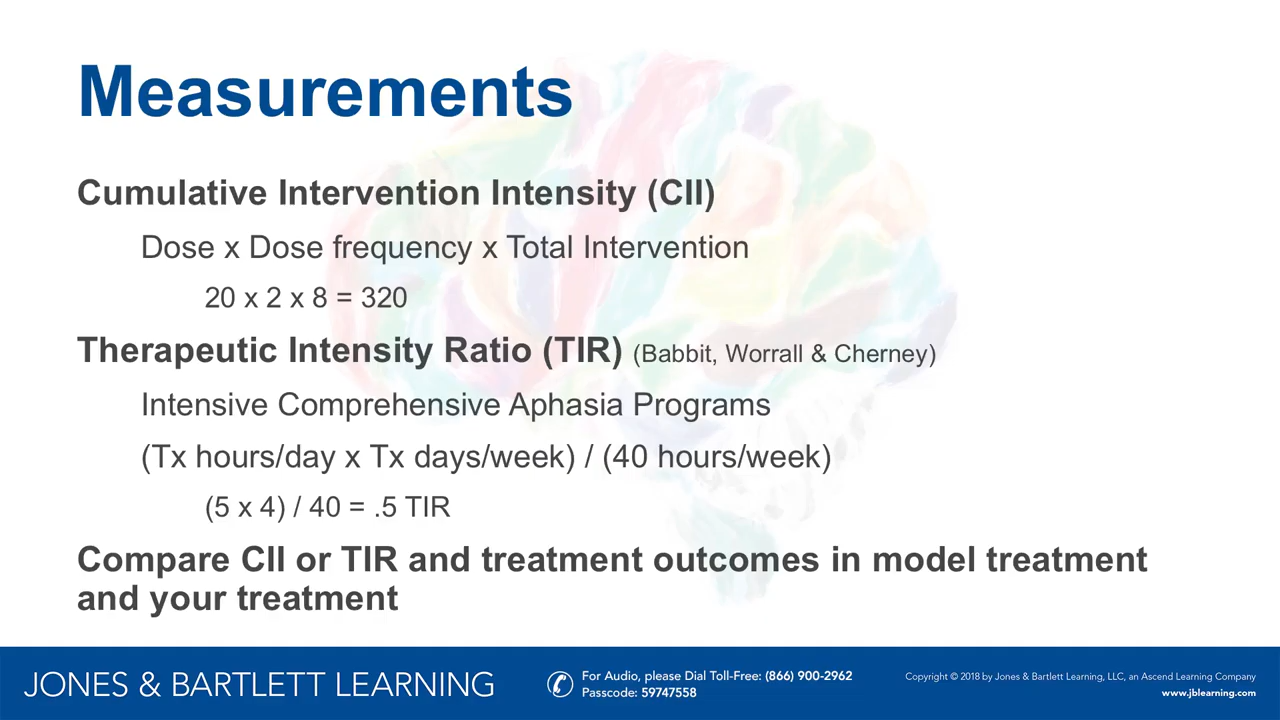 Measurements
Cumulative Intervention Intensity (CII)
Dose x Dose frequency x Total Intervention
20 x 2 x 8 = 320
Therapeutic Intensity Ratio (TIR) (Babbit, Worrall & Cherney)
Intensive Comprehensive Aphasia Programs
(Tx hours/day x Tx days/week) / (40 hours/week)
(5 x 4) / 40 = .5 TIR
Compare CII or TIR and treatment outcomes in model treatment
and your treatment
JONES & BARTLETT LEARNING
For Audio, please Dial Toll-Free: (866) 900-2962
Passcode: 59747558
Copyright © 2018 by Jones & Bartlett Learning, LLC, an Ascend Learning Company
www.jblearning.com